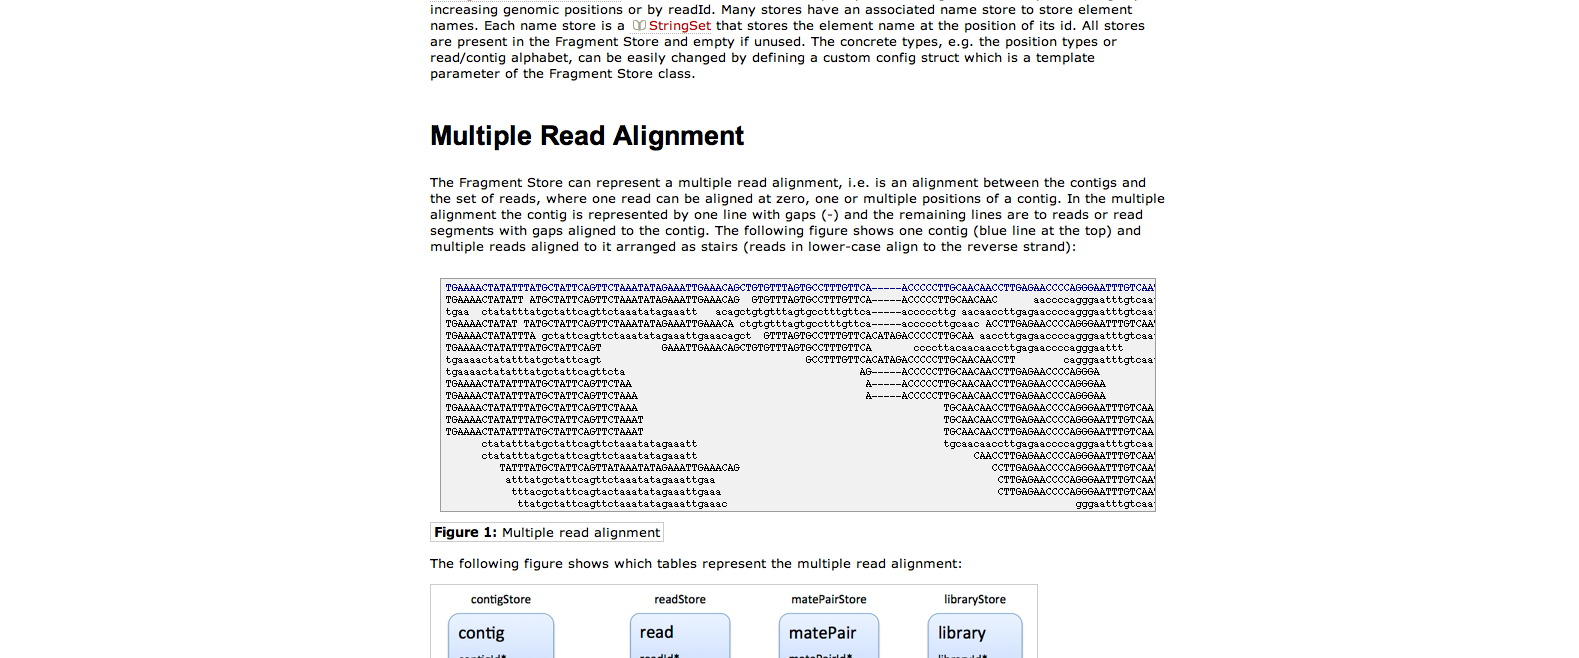 increasing genomic positions or by readId. Many stores have an associated name store to store element
names. Each name store is a StringSet that stores the element name at the position of its id. All stores
are present in the Fragment Store and empty if unused. The concrete types, e.g. the position types or
read/contig alphabet, can be easily changed by defining a custom config struct which is a template
parameter of the Fragment Store class.
Multiple Read Alignment
The Fragment Store can represent a multiple read alignment, i.e. is an alignment between the contigs and
the set of reads, where one read can be aligned at zero, one or multiple positions of a contig. In the multiple
alignment the contig is represented by one line with gaps (-) and the remaining lines are to reads or read
segments with gaps aligned to the contig. The following figure shows one contig (blue line at the top) and
multiple reads aligned to it arranged as stairs (reads in lower-case align to the reverse strand):
TGAAAACTATATTTATGCTATTCAGTTCTAAATATAGAAATTGAAACAGCTGTGTTTAGTGCCTTTGTTCA-----ACCCCCTTGCAACAACCTTGAGAACCCCAGGGAATTTGTCAA
TGAAAACTATATT ATGCTATTCAGTTCTAAATATAGAAATTGAAACAG GTGTTTAGTGCCTTTGTTCA-----ACCCCCTTGCAACAAC aaccccagggaatttgtcaa
tgaa ctatatttatgctattcagttctaaatatagaaatt acagctgtgtttagtgcctttgttca-----acccccttg aacaaccttgagaaccccagggaatttgtcaa
TGAAAACTATAT TATGCTATTCAGTTCTAAATATAGAAATTGAAACA ctgtgtttagtgcctttgttca-----acccccttgcaac ACCTTGAGAACCCCAGGGAATTTGTCAA
TGAAAACTATATTTA gctattcagttctaaatatagaaattgaaacagct GTTTAGTGCCTTTGTTCACATAGACCCCCTTGCAA aaccttgagaaccccagggaatttgtcaa
TGAAAACTATATTTATGCTATTCAGT GAAATTGAAACAGCTGTGTTTAGTGCCTTTGTTCA ccccttacaacaaccttgagaaccccagggaattt
tgaaaactatatttatgctattcagt GCCTTTGTTCACATAGACCCCCTTGCAACAACCTT cagggaatttgtcaa
tgaaaactatatttatgctattcagttcta AG-----ACCCCCTTGCAACAACCTTGAGAACCCCAGGGA
TGAAAACTATATTTATGCTATTCAGTTCTAA A-----ACCCCCTTGCAACAACCTTGAGAACCCCAGGGAA
TGAAAACTATATTTATGCTATTCAGTTCTAAA A-----ACCCCCTTGCAACAACCTTGAGAACCCCAGGGAA
TGAAAACTATATTTATGCTATTCAGTTCTAAA TGCAACAACCTTGAGAACCCCAGGGAATTTGTCAA
TGAAAACTATATTTATGCTATTCAGTTCTAAAT TGCAACAACCTTGAGAACCCCAGGGAATTTGTCAA
TGAAAACTATATTTATGCTATTCAGTTCTAAAT TGCAACAACCTTGAGAACCCCAGGGAATTTGTCAA
ctatatttatgctattcagttctaaatatagaaatt tgcaacaaccttgagaaccccagggaatttgtcaa
ctatatttatgctattcagttctaaatatagaaatt CAACCTTGAGAACCCCAGGGAATTTGTCAA
TATTTATGCTATTCAGTTATAAATATAGAAATTGAAACAG CCTTGAGAACCCCAGGGAATTTGTCAA
atttatgctattcagttctaaatatagaaattgaa CTTGAGAACCCCAGGGAATTTGTCAA
tttacgctattcagtactaaatatagaaattgaaa CTTGAGAACCCCAGGGAATTTGTCAA
ttatgctattcagttctaaatatagaaattgaaac gggaatttgtcaa
Figure 1: Multiple read alignment
The following figure shows which tables represent the multiple read alignment:
contigStore readStore matePairStore libraryStore
contig read matePair library